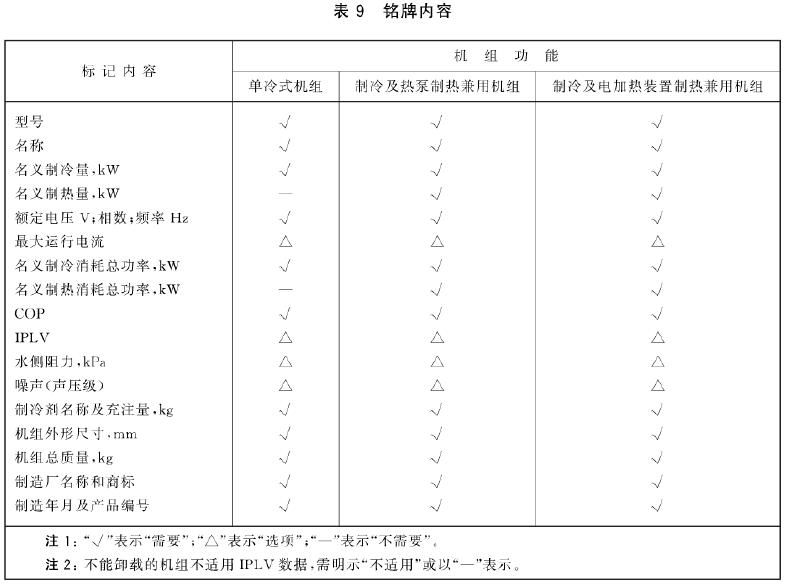 表 9 铭牌内容
标记内容 机组功能
单冷式机组 制冷及热泵制热兼用机组 制冷及电加热装置制热兼用机组
型号 √ √ √
名称 √ √ √
名义制冷量,kW √ √ √
名义制热量,kW — √ √
额定电压 V;相数;频率 Hz √ √ √
最大运行电流 △ △ △
名义制冷消耗总功率,kW √ √ √
名义制热消耗总功率,kW — √ √
COP √ √ √
IPLV △ △ △
水侧阻力,kPa △ △ △
噪声(声压级) △ △ △
制冷剂名称及充注量,kg √ √ √
机组外形尺寸,mm √ √ √
机组总质量,kg √ √ √
制造厂名称和商标 √ √ √
制造年月及产品编号 √ √ √
注 1:“√”表示“需要”;“△”表示“选项”;“—”表示“不需要”。
注 2:不能卸载的机组不适用 IPLV 数据,需明示“不适用”或以“—”表示。